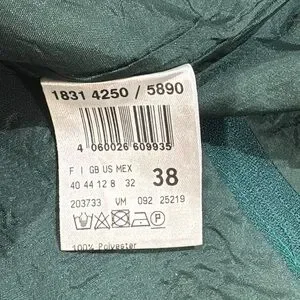 1831 4250 / 5890
4 060026 609935
F I GB US MEX
40 44 12 8 32 38
203733 VM 092 25219
P
100% Polyester